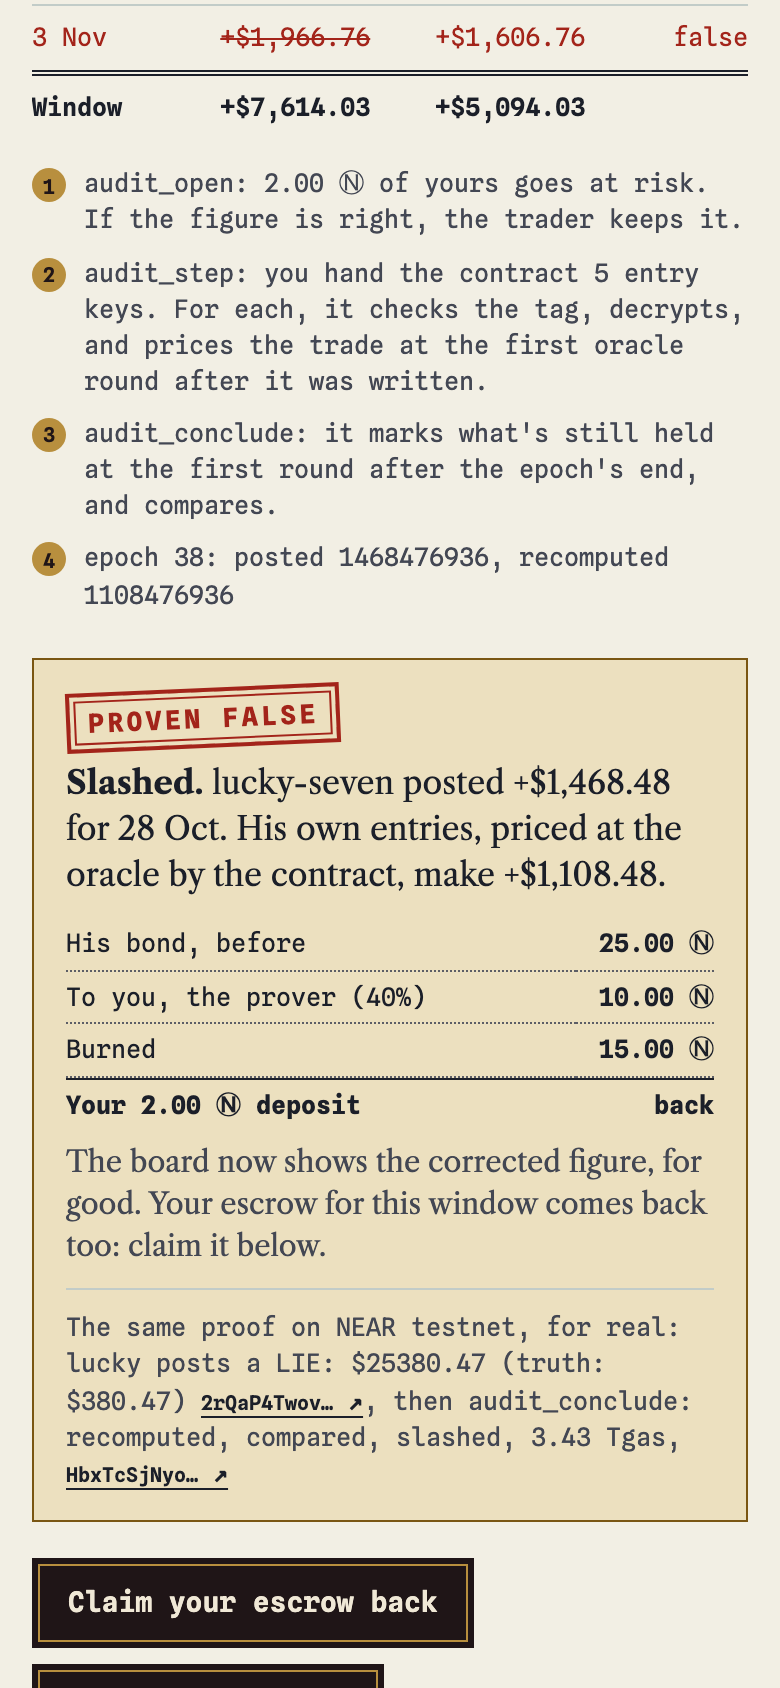 3 Nov +$1,966.76 +$1,606.76 false
Window +$7,614.03 +$5,094.03
1 audit_open: 2.00 Ⓝ of yours goes at risk.
If the figure is right, the trader keeps it.
2 audit_step: you hand the contract 5 entry
keys. For each, it checks the tag, decrypts,
and prices the trade at the first oracle
round after it was written.
3 audit_conclude: it marks what's still held
at the first round after the epoch's end,
and compares.
4 epoch 38: posted 1468476936, recomputed
1108476936
PROVEN FALSE
Slashed. lucky-seven posted +$1,468.48
for 28 Oct. His own entries, priced at the
oracle by the contract, make +$1,108.48.
His bond, before 25.00 Ⓝ
To you, the prover (40%) 10.00 Ⓝ
Burned 15.00 Ⓝ
Your 2.00 Ⓝ deposit back
The board now shows the corrected figure, for
good. Your escrow for this window comes back
too: claim it below.
The same proof on NEAR testnet, for real:
lucky posts a LIE: $25380.47 (truth:
$380.47) 2rQaP4Twov… ↗, then audit_conclude:
recomputed, compared, slashed, 3.43 Tgas,
HbxTcSjNyo… ↗
Claim your escrow back